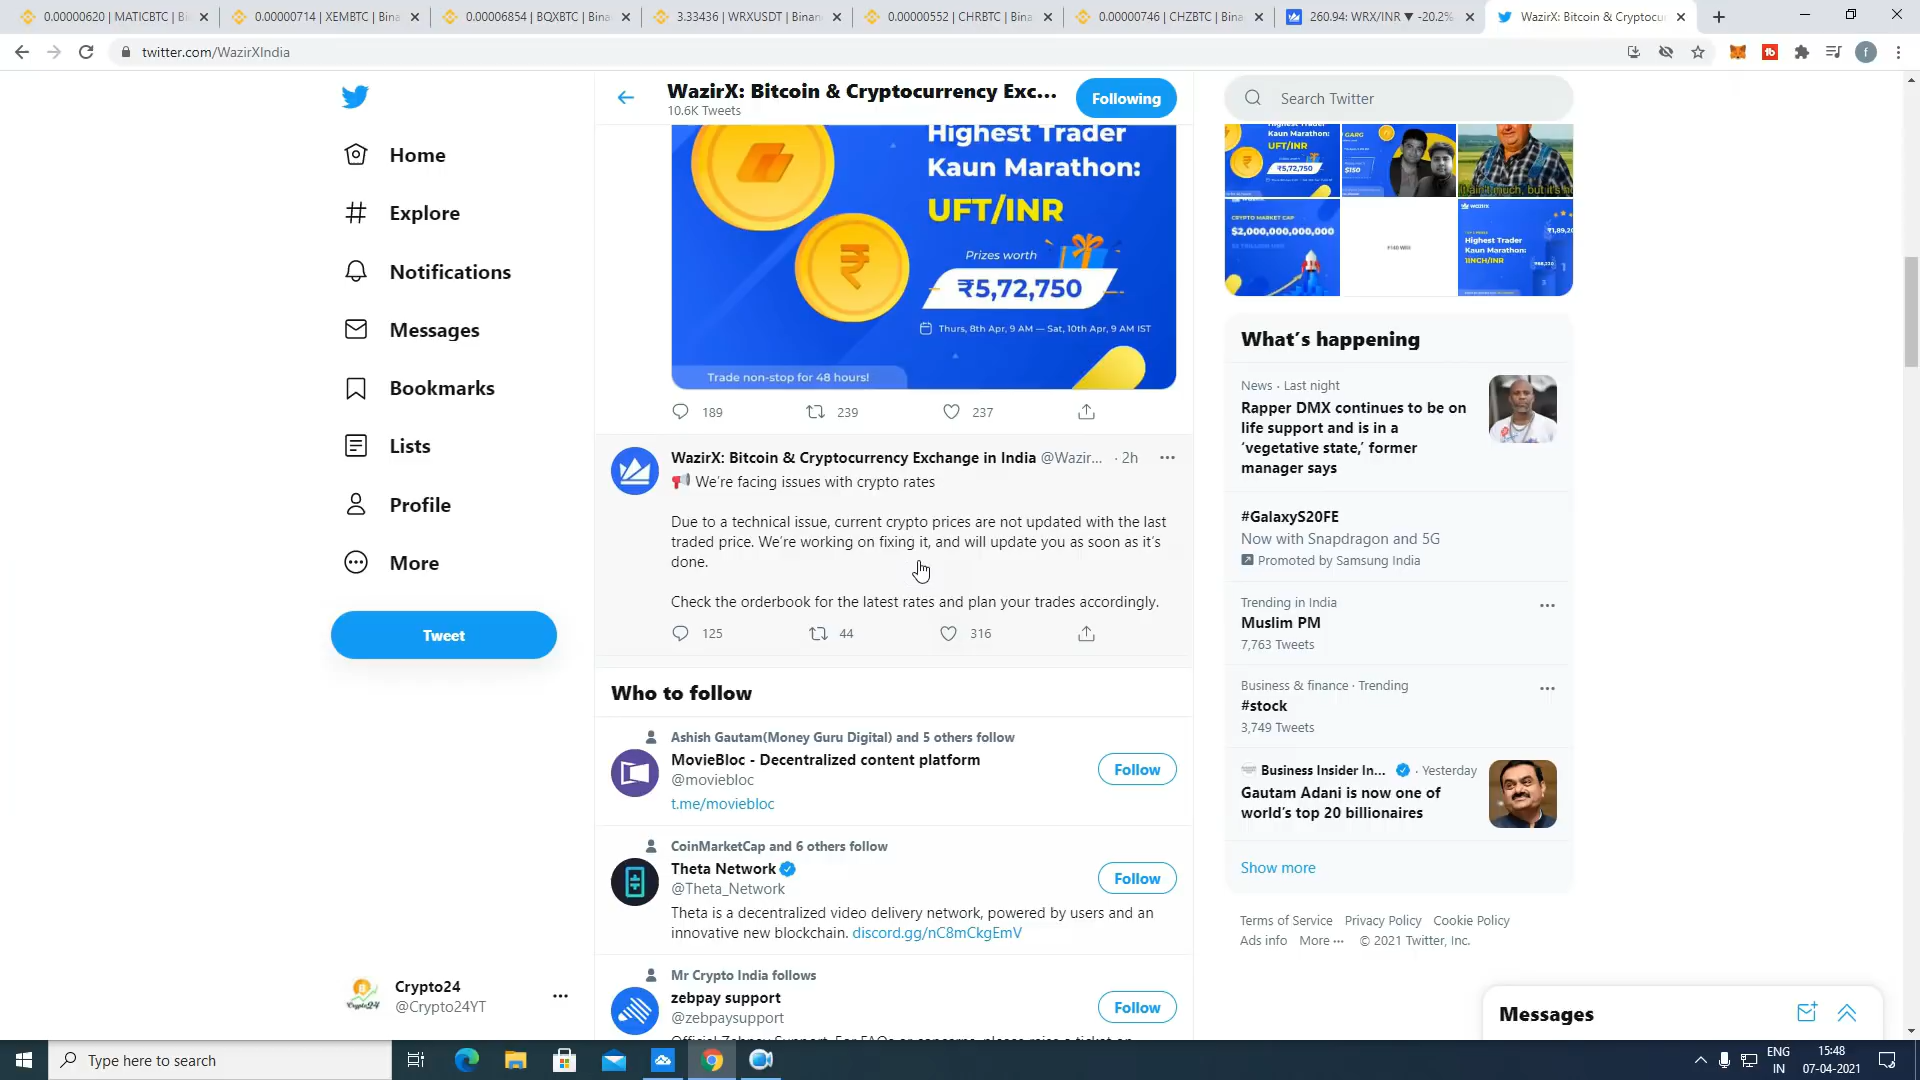 0.00000620 | MATICBTC |
0.00000714 | XEMBTC | Bina
0.00006854 | BQXBTC | Bina
3.33436 | WRXUSDT | Binan
0.00000552 | CHRBTC | Bina
0.00000746 | CHZBTC | Bina
260.94: WRX/INR ▼ -20.2%
WazirX: Bitcoin & Cryptocu
twitter.com/WazirXIndia
Home
Explore
Notifications
Messages
Bookmarks
Lists
Profile
More
Tweet
Crypto24
@Crypto24YT
WazirX: Bitcoin & Cryptocurrency Exc...
10.6K Tweets
Following
Highest Trader
Kaun Marathon:
UFT/INR
Prizes worth
₹5,72,750
Thurs, 8th Apr, 9 AM — Sat, 10th Apr, 9 AM IST
Trade non-stop for 48 hours!
189
239
237
WazirX: Bitcoin & Cryptocurrency Exchange in India @Wazir... · 2h
We're facing issues with crypto rates
Due to a technical issue, current crypto prices are not updated with the last
traded price. We're working on fixing it, and will update you as soon as it's
done.
Check the orderbook for the latest rates and plan your trades accordingly.
125
44
316
Who to follow
Ashish Gautam(Money Guru Digital) and 5 others follow
MovieBloc - Decentralized content platform
@moviebloc
t.me/moviebloc
Follow
CoinMarketCap and 6 others follow
Theta Network
@Theta_Network
Follow
Theta is a decentralized video delivery network, powered by users and an
innovative new blockchain. discord.gg/nC8mCkgEmV
Mr Crypto India follows
zebpay support
@zebpaysupport
Follow
Search Twitter
Kaun Marathon:
UFT/INR
₹5,72,750
GARG
$150
It ain't much, but it's
CRYPTO MARKET CAP
$2,000,000,000,000
WAZIRX
Highest Trader
Kaun Marathon:
1INCH/INR
What's happening
News · Last night
Rapper DMX continues to be on
life support and is in a
'vegetative state,' former
manager says
#GalaxyS20FE
Now with Snapdragon and 5G
Promoted by Samsung India
Trending in India
Muslim PM
7,763 Tweets
Business & finance · Trending
#stock
3,749 Tweets
Business Insider In... · Yesterday
Gautam Adani is now one of
world's top 20 billionaires
Show more
Terms of Service Privacy Policy Cookie Policy
Ads info More ··· © 2021 Twitter, Inc.
Messages
Type here to search
ENG
IN
15:48
07-04-2021